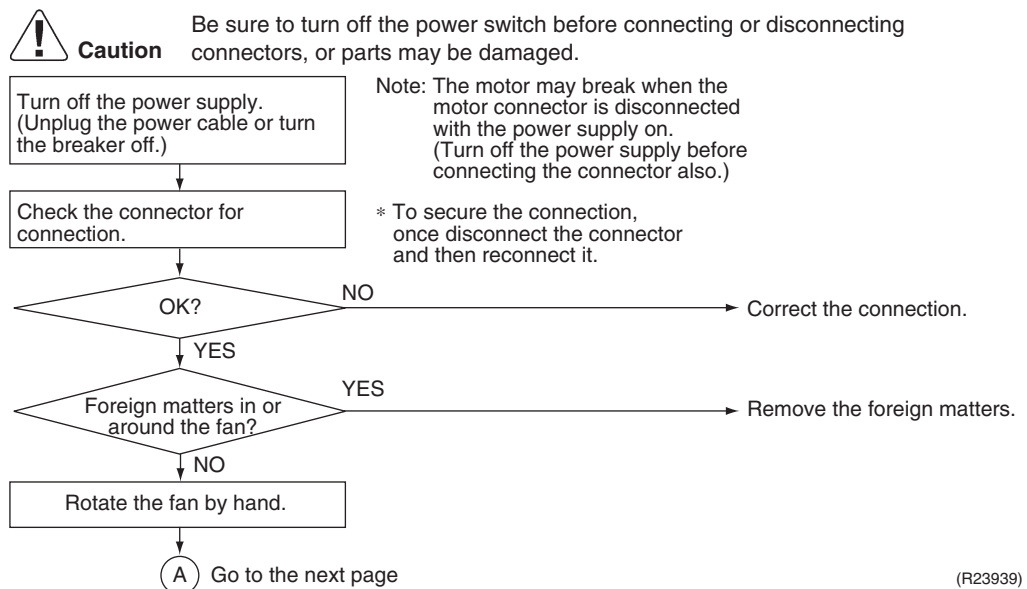 Be sure to turn off the power switch before connecting or disconnecting
Caution
connectors, or parts may be damaged.
Turn off the power supply.
(Unplug the power cable or turn
the breaker off.)
Note: The motor may break when the
motor connector is disconnected
with the power supply on.
(Turn off the power supply before
connecting the connector also.)
Check the connector for
connection.
* To secure the connection,
once disconnect the connector
and then reconnect it.
OK?
NO
Correct the connection.
YES
Foreign matters in or
around the fan?
YES
Remove the foreign matters.
NO
Rotate the fan by hand.
A Go to the next page
(R23939)